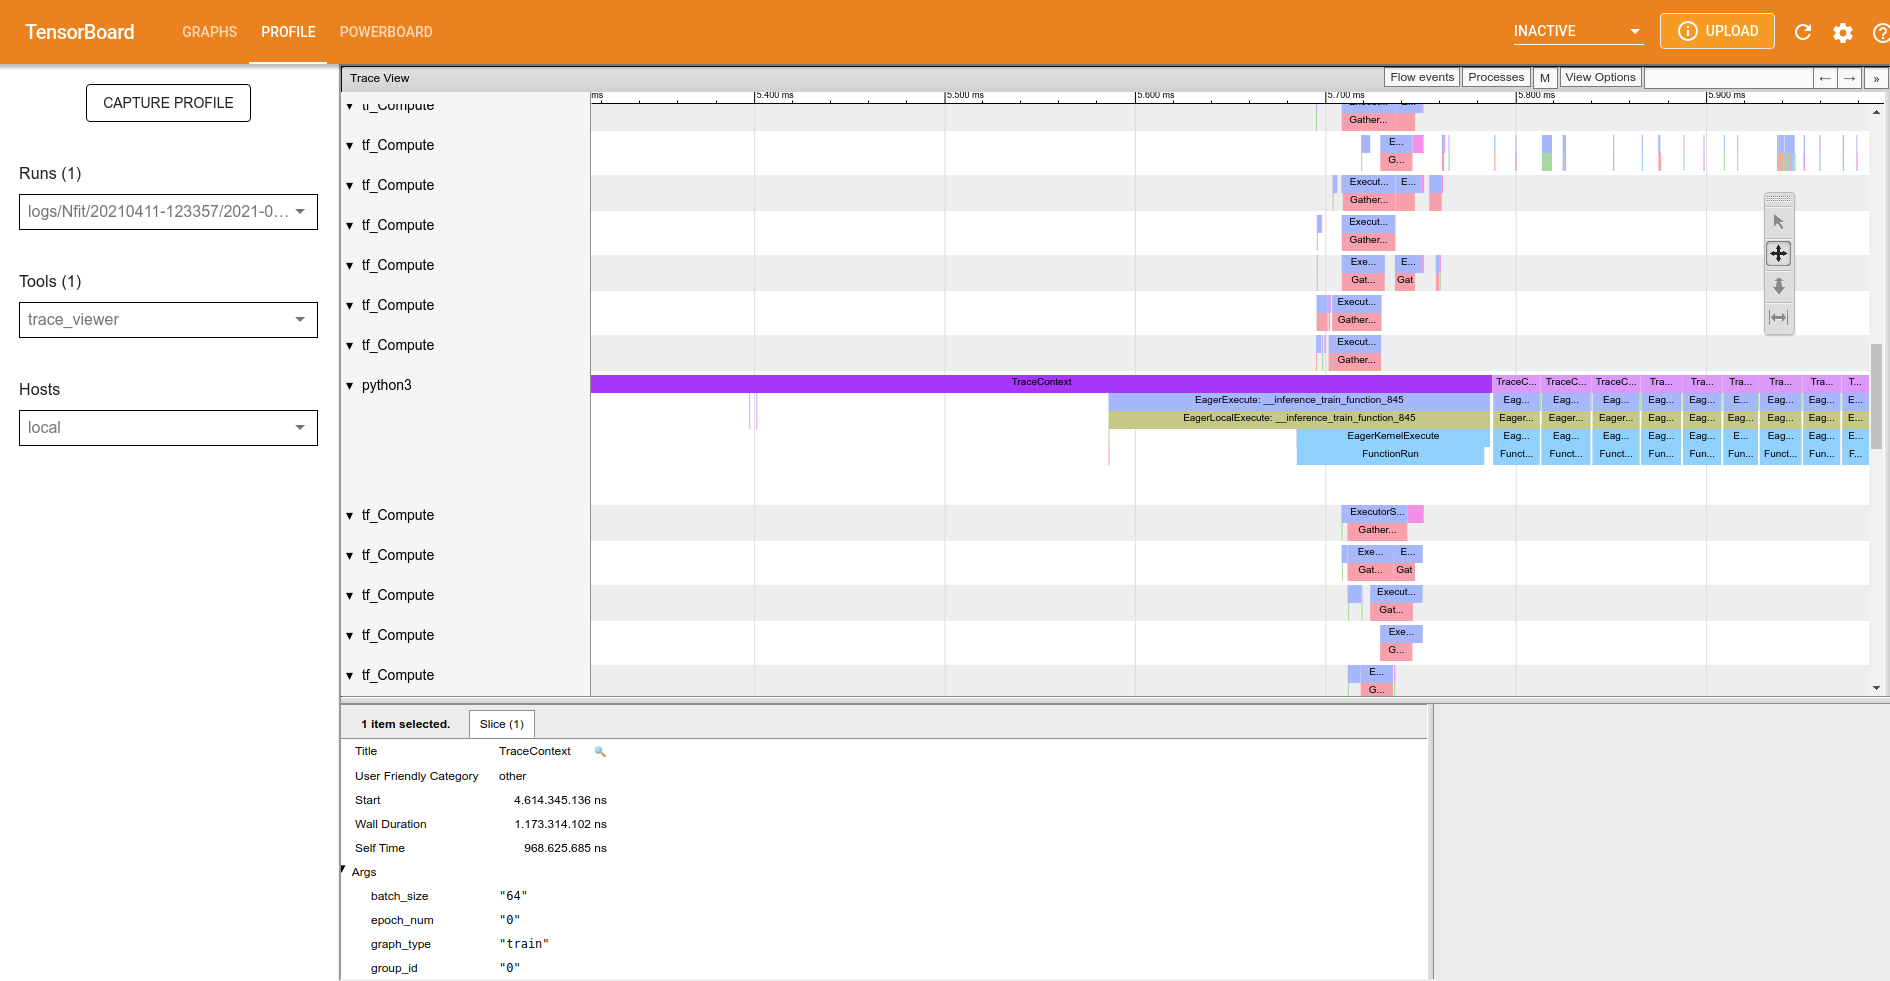 TensorBoard GRAPHS PROFILE POWERBOARD INACTIVE UPLOAD
CAPTURE PROFILE
Runs (1)
logs/Nfit/20210411-123357/2021-0...
Tools (1)
trace_viewer
Hosts
local
Trace View Flow events Processes M View Options ← → »
ms 5.400 ms 5.500 ms 5.600 ms 5.700 ms 5.800 ms 5.900 ms
tf_Compute Execut... E...
Gather...
tf_Compute E...
G...
tf_Compute Execut... E...
Gather...
tf_Compute Execut...
Gather...
tf_Compute Exe... E...
Gat... Gat
tf_Compute Execut...
Gather...
tf_Compute Execut...
Gather...
python3 TraceContext TraceC... TraceC... TraceC... Tra... Tra... Tra... Tra... Tra... T...
EagerExecute: __inference_train_function_845 Eag... Eag... Eag... Eag... Eag... Eag... Eag... Eag... E...
EagerLocalExecute: __inference_train_function_845 Eager... Eager... Eager... Eag... Eag... Eag... Eag... Eag... E...
EagerKernelExecute Eag... Eag... Eag... Eag... Eag... E... Eag... Eag... E...
FunctionRun Funct... Funct... Funct... Fun... Fun... Fun... Funct... Fun... F...
tf_Compute ExecutorS...
Gather...
tf_Compute Exe... E...
Gat... Gat
tf_Compute Execut...
Gat...
tf_Compute Exe...
G...
tf_Compute E...
G...
1 item selected. Slice (1)
Title TraceContext
User Friendly Category other
Start 4.614.345.136 ns
Wall Duration 1.173.314.102 ns
Self Time 968.625.685 ns
Args
batch_size "64"
epoch_num "0"
graph_type "train"
group_id "0"